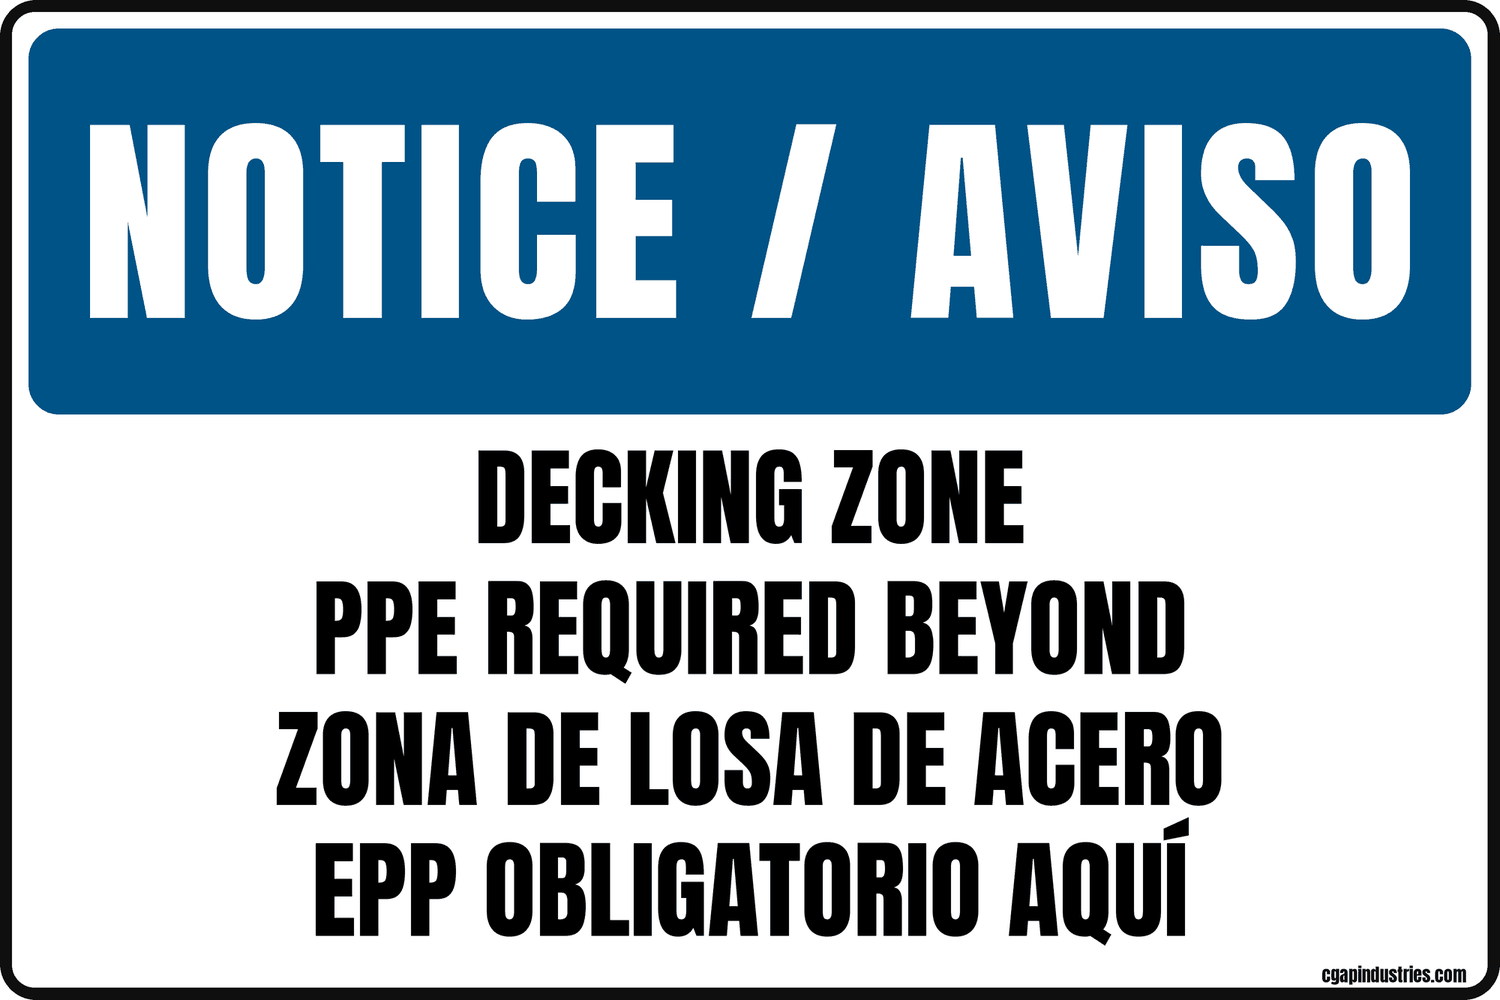 NOTICE / AVISO
DECKING ZONE
PPE REQUIRED BEYOND
ZONA DE LOSA DE ACERO
EPP OBLIGATORIO AQUÍ
cgapindustries.com